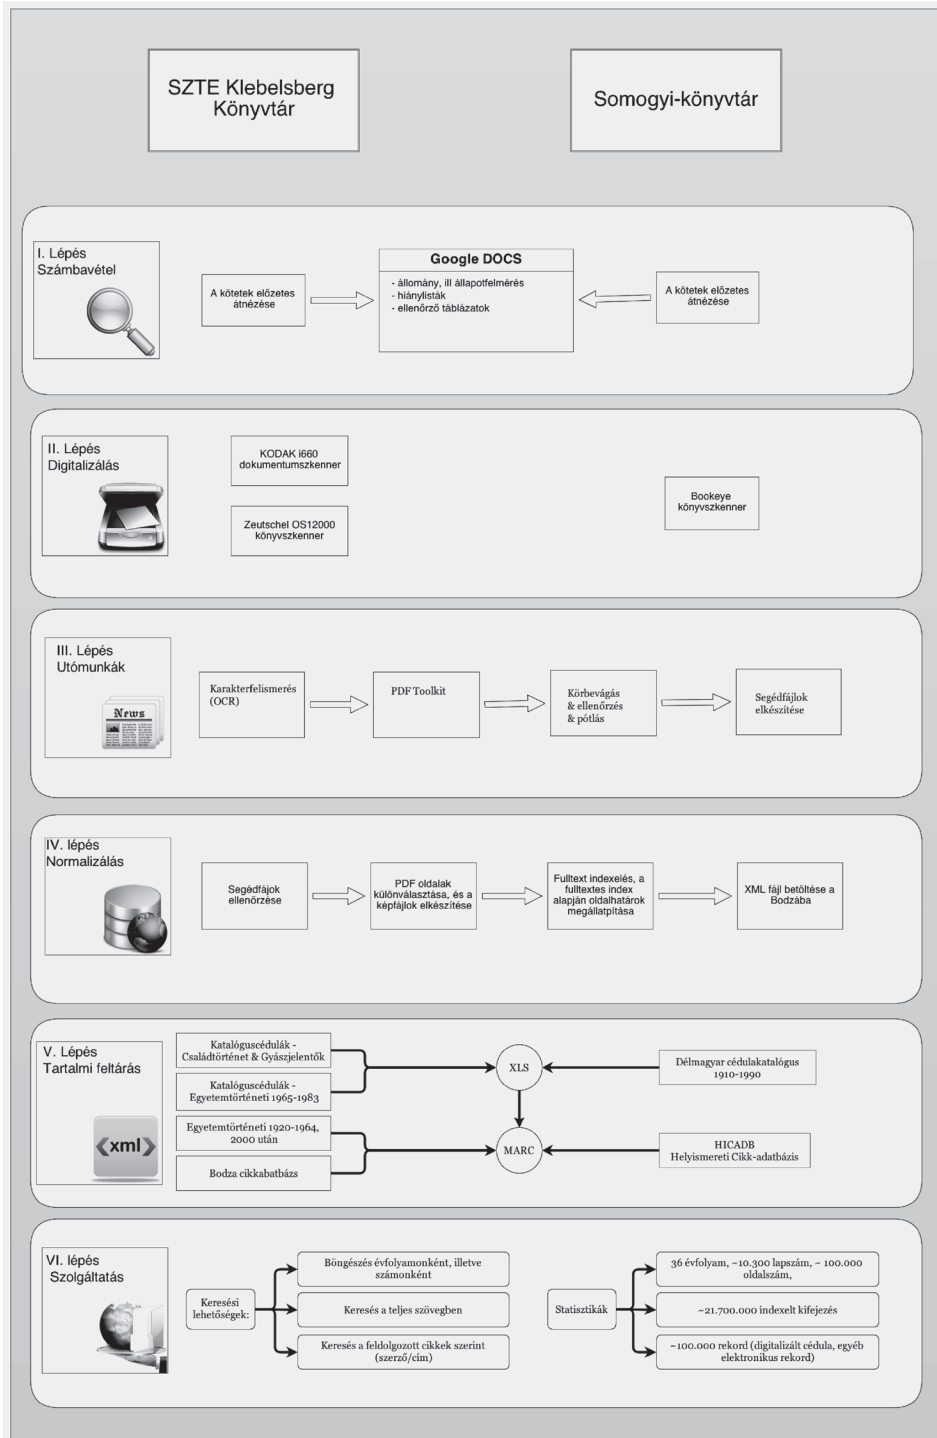 SZTE Klebelsberg
Könyvtár
Somogyi-könyvtár
I. Lépés
Számbavétel
A kötetek előzetes
átnézése
Google DOCS
- állomány, ill állapotfelmérés
- hiánylisták
- ellenőrző táblázatok
A kötetek előzetes
átnézése
II. Lépés
Digitalizálás
KODAK i660
dokumentumszkenner
Zeutschel OS12000
könyvszkenner
Bookeye
könyvszkenner
III. Lépés
Utómunkák
News
Karakterfelismerés
(OCR)
PDF Toolkit
Körbevágás
& ellenőrzés
& pótlás
Segédfájlok
elkészítése
IV. lépés
Normalizálás
Segédfájok
ellenőrzése
PDF oldalak
különválasztása, és a
képfájlok elkészítése
Fulltext indexelés, a
fulltextes index
alapján oldalhatárok
megállatpítása
XML fájl betöltése a
Bodzába
V. Lépés
Tartalmi feltárás
<xml>
Katalóguscédulák -
Családtörténet & Gyászjelentők
Katalóguscédulák -
Egyetemtörténeti 1965-1983
Egyetemtörténeti 1920-1964,
2000 után
Bodza cikkabatbázs
XLS
MARC
Délmagyar cédulakatalógus
1910-1990
HICADB
Helyismereti Cikk-adatbázis
VI. lépés
Szolgáltatás
Keresési
lehetőségek:
Böngészés évfolyamonként, illetve
számonként
Keresés a teljes szövegben
Keresés a feldolgozott cikkek szerint
(szerző/cím)
Statisztikák
36 évfolyam, ~10.300 lapszám, ~ 100.000
oldalszám,
~21.700.000 indexelt kifejezés
~100.000 rekord (digitalizált cédula, egyéb
elektronikus rekord)